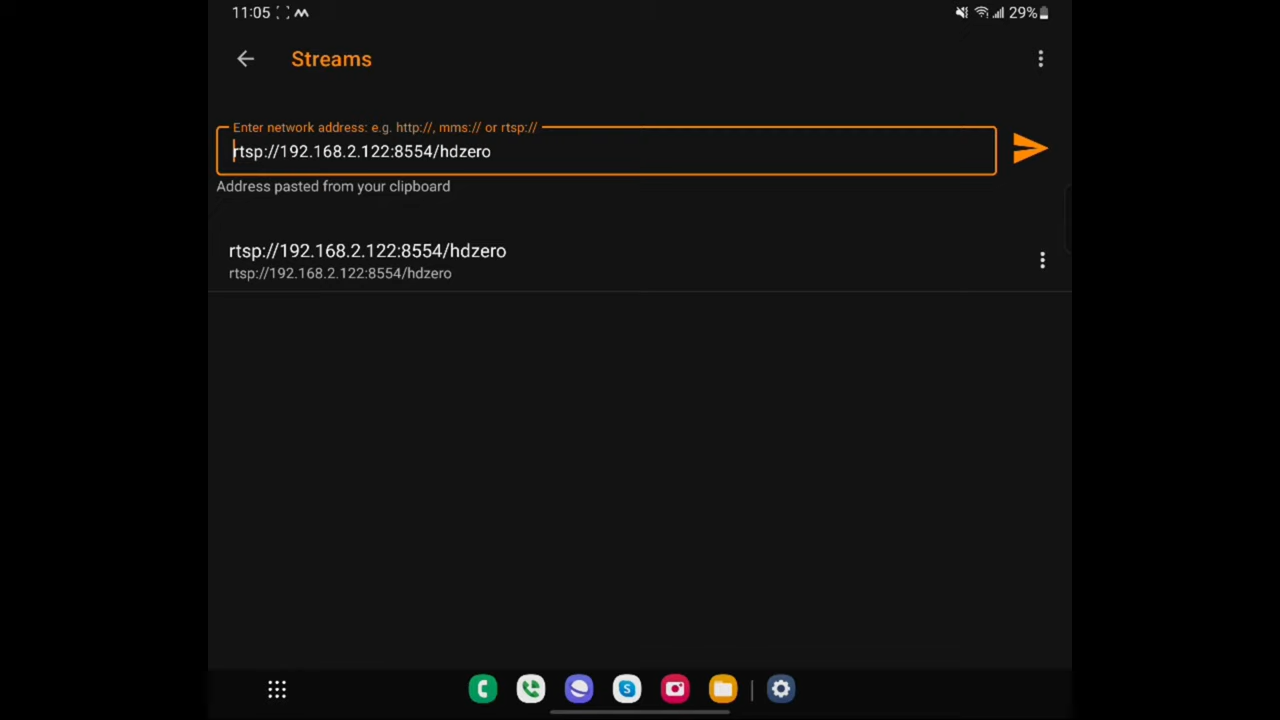 11:05
29%
Streams
Enter network address: e.g. http://, mms:// or rtsp://
rtsp://192.168.2.122:8554/hdzero
Address pasted from your clipboard
rtsp://192.168.2.122:8554/hdzero
rtsp://192.168.2.122:8554/hdzero
S